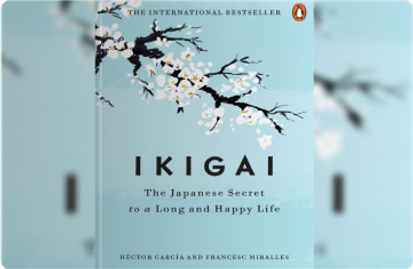 THE INTERNATIONAL BESTSELLER
IKIGAI
The Japanese Secret
to a Long and Happy Life
HÉCTOR GARCÍA AND FRANCESC MIRALLES